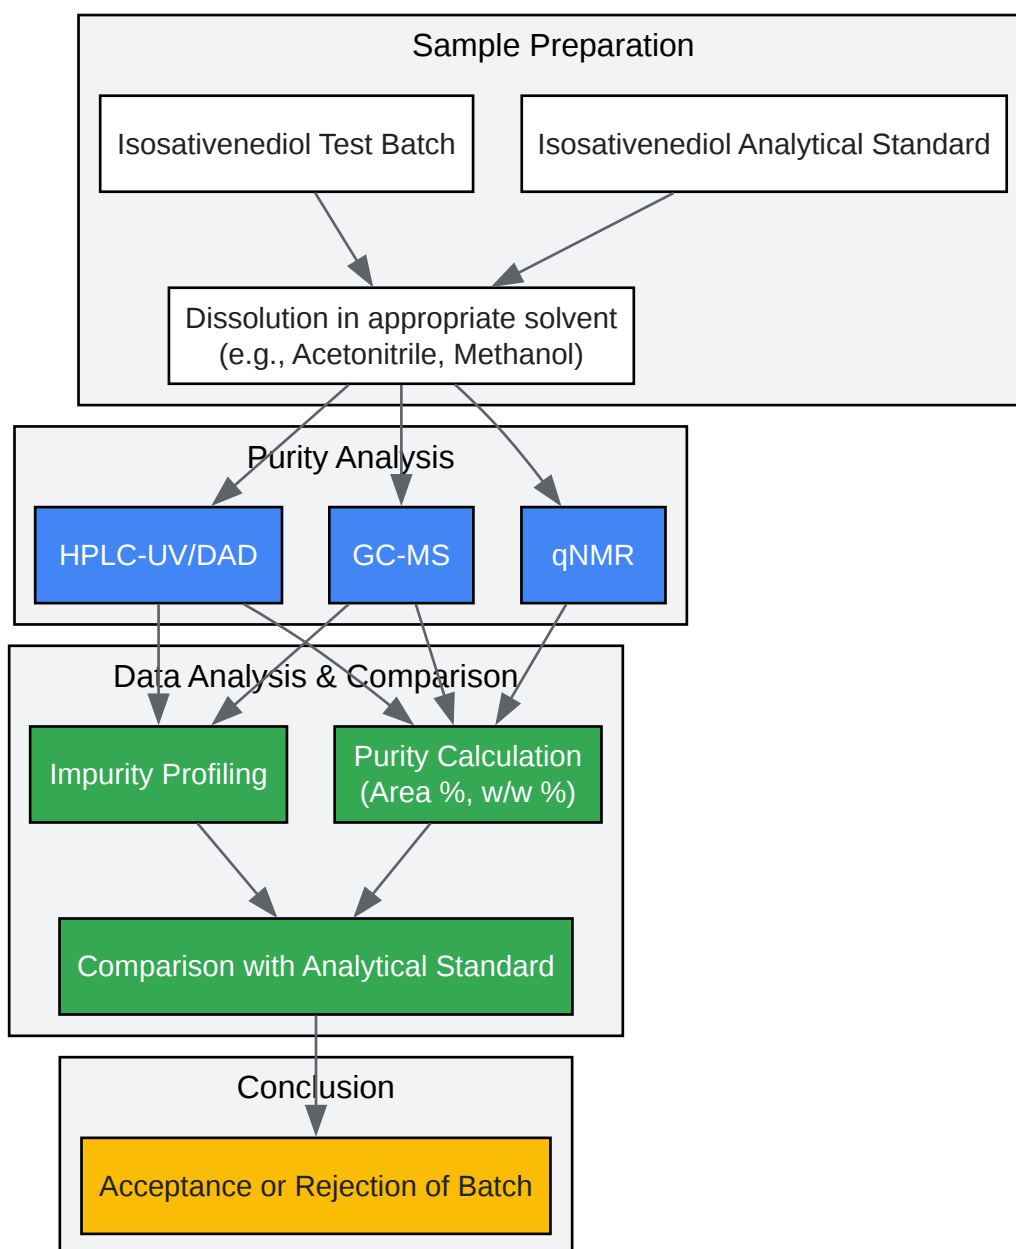 Sample Preparation
Isosativenediol Test Batch
Isosativenediol Analytical Standard
Dissolution in appropriate solvent
(e.g., Acetonitrile, Methanol)
Purity Analysis
HPLC-UV/DAD
GC-MS
qNMR
Data Analysis & Comparison
Impurity Profiling
Purity Calculation
(Area %, w/w %)
Comparison with Analytical Standard
Conclusion
Acceptance or Rejection of Batch